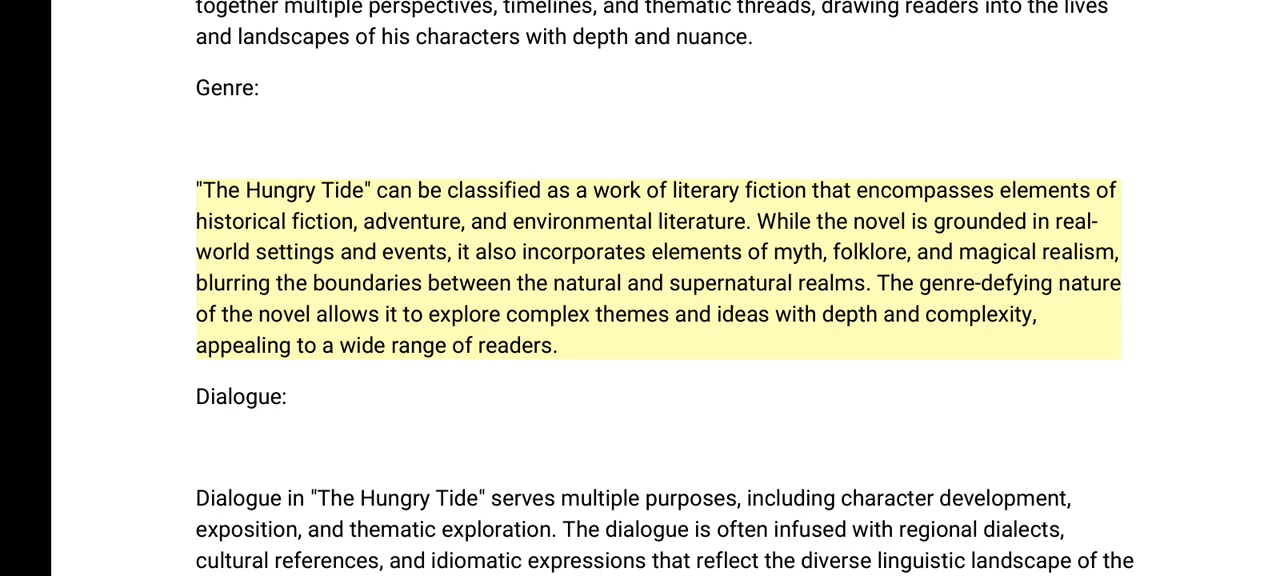 together multiple perspectives, timelines, and thematic threads, drawing readers into the lives
and landscapes of his characters with depth and nuance.
Genre:
"The Hungry Tide" can be classified as a work of literary fiction that encompasses elements of
historical fiction, adventure, and environmental literature. While the novel is grounded in real-
world settings and events, it also incorporates elements of myth, folklore, and magical realism,
blurring the boundaries between the natural and supernatural realms. The genre-defying nature
of the novel allows it to explore complex themes and ideas with depth and complexity,
appealing to a wide range of readers.
Dialogue:
Dialogue in "The Hungry Tide" serves multiple purposes, including character development,
exposition, and thematic exploration. The dialogue is often infused with regional dialects,
cultural references, and idiomatic expressions that reflect the diverse linguistic landscape of the